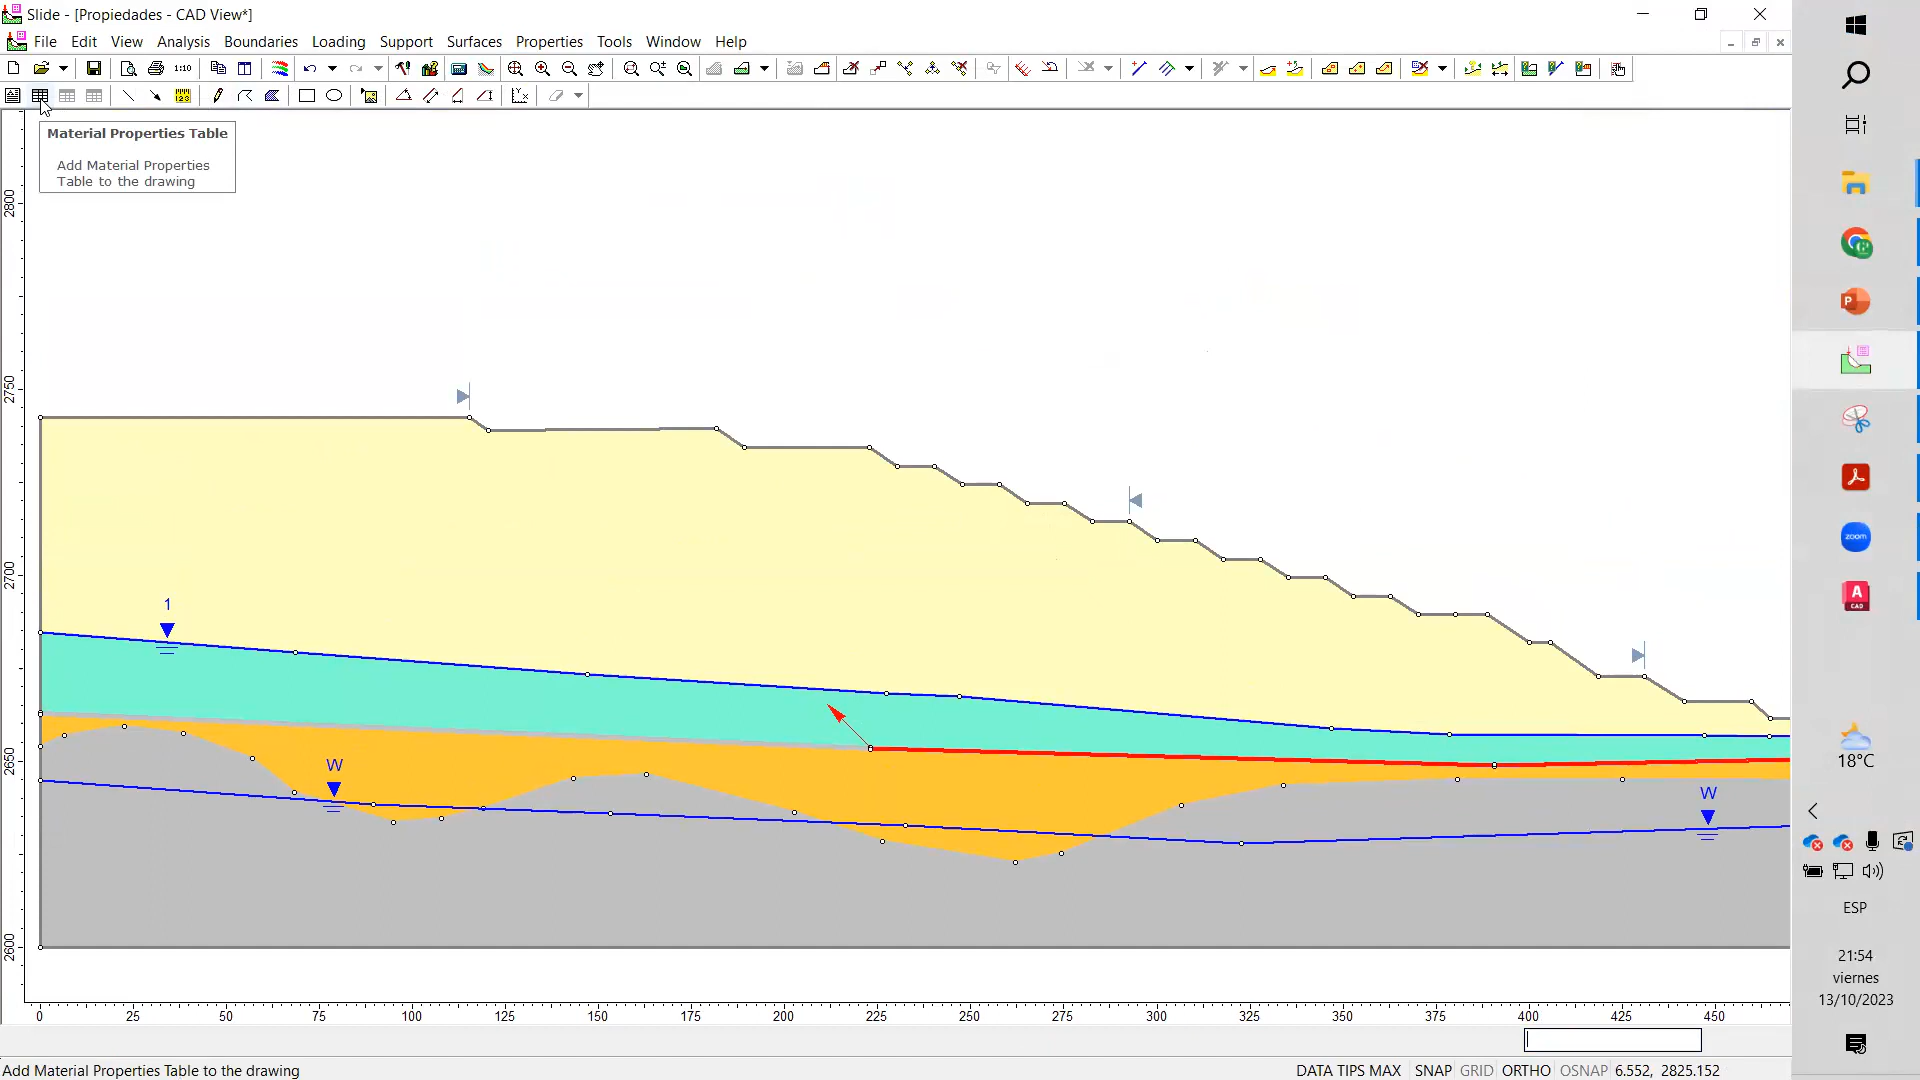 Slide - [Propiedades - CAD View*]
File Edit View Analysis Boundaries Loading Support Surfaces Properties Tools Window Help
1:10
Material Properties Table
Add Material Properties
Table to the drawing
2800
2750
2700
1
2650
W
W
2600
0 25 50 75 100 125 150 175 200 225 250 275 300 325 350 375 400 425 450
Add Material Properties Table to the drawing
DATA TIPS MAX SNAP GRID ORTHO OSNAP 6.552, 2825.152
zoom
A
CAD
18°C
ESP
21:54
viernes
13/10/2023